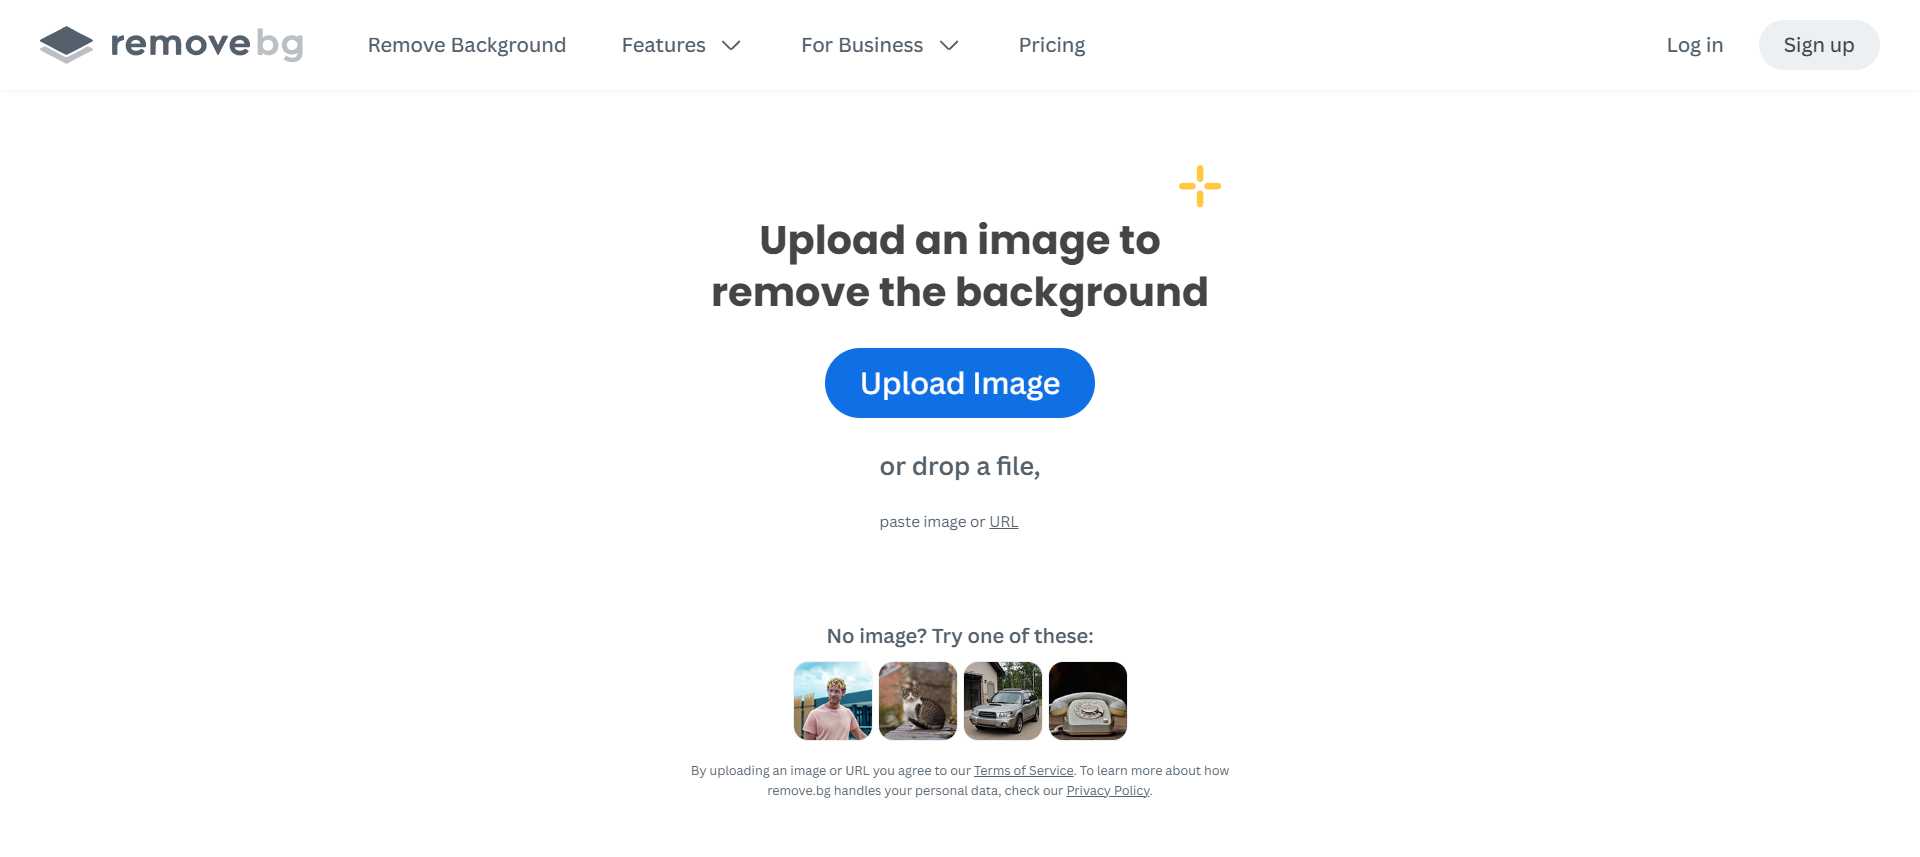 removebg
Remove Background
Features
For Business
Pricing
Log in
Sign up
Upload an image to
remove the background
Upload Image
or drop a file,
paste image or URL
No image? Try one of these:
By uploading an image or URL you agree to our Terms of Service. To learn more about how
remove.bg handles your personal data, check our Privacy Policy.